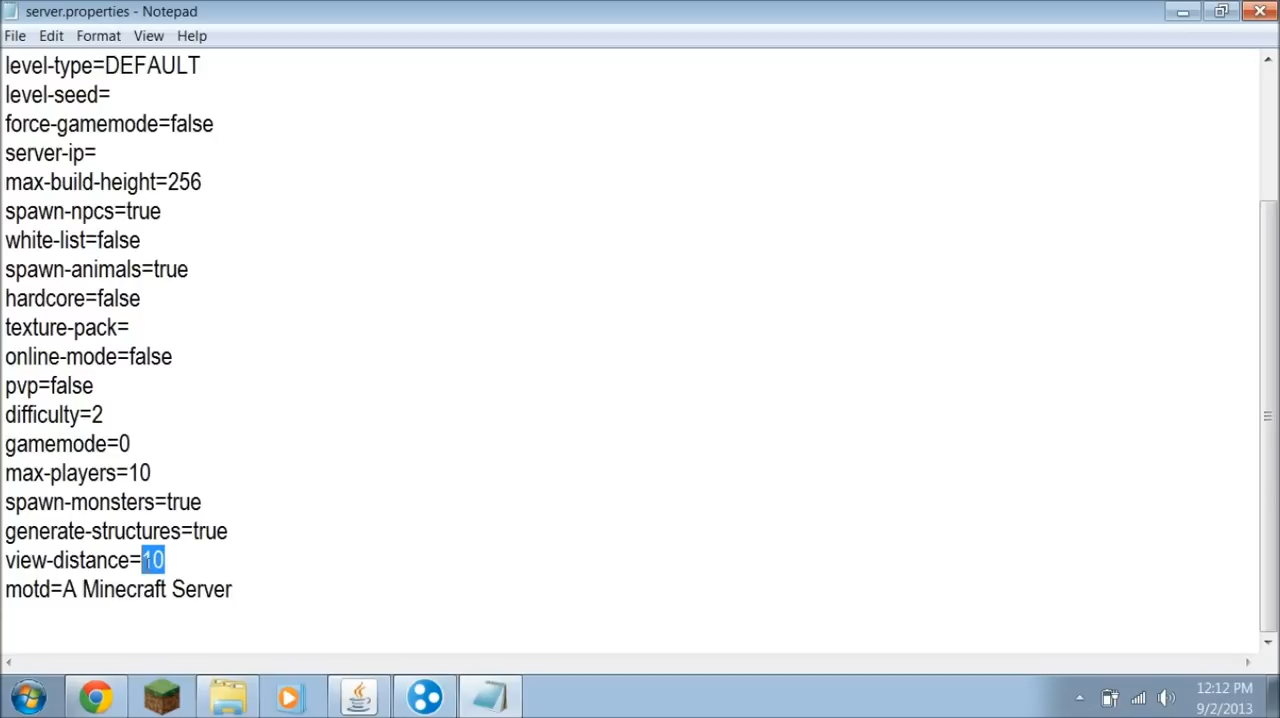 server.properties - Notepad
File Edit Format View Help
level-type=DEFAULT
level-seed=
force-gamemode=false
server-ip=
max-build-height=256
spawn-npcs=true
white-list=false
spawn-animals=true
hardcore=false
texture-pack=
online-mode=false
pvp=false
difficulty=2
gamemode=0
max-players=10
spawn-monsters=true
generate-structures=true
view-distance=10
motd=A Minecraft Server
12:12 PM
9/2/2013